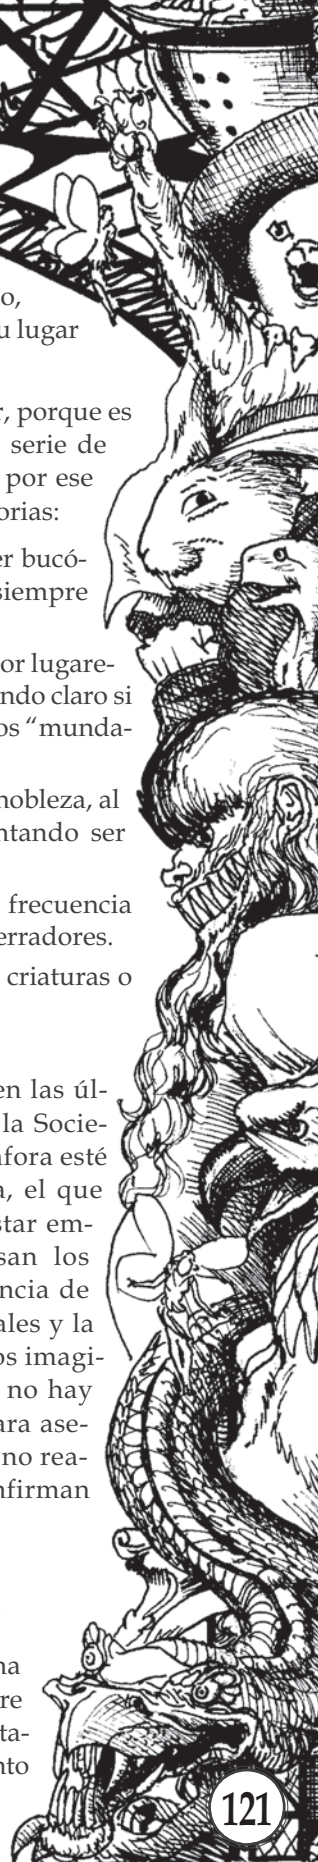 o,
u lugar
r, porque es
serie de
por ese
orias:
er bucó-
siempre
or lugare-
ndo claro si
os “munda-
nobleza, al
ntando ser
frecuencia
erradores.
criaturas o
en las úl-
la Socie-
áfora esté
a, el que
star em-
san los
ncia de
ales y la
os imagi-
no hay
ara ase-
no rea-
nfirman
na
re
ta-
nto
121